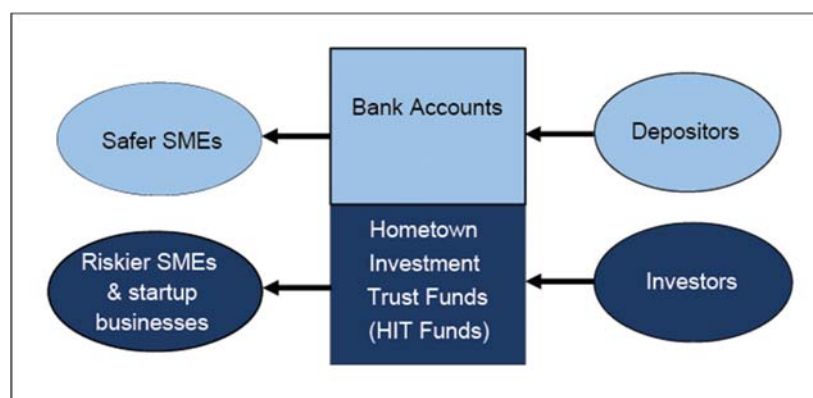 Bank Accounts
Safer SMEs
Depositors
Hometown
Investment
Trust Funds
(HIT Funds)
Riskier SMEs
& startup
businesses
Investors